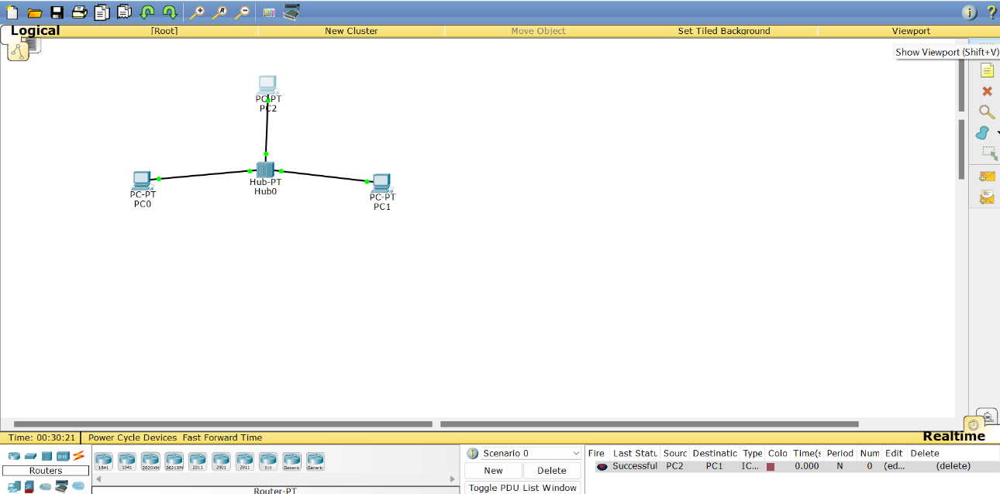 Logical [Root] New Cluster Move Object Set Tiled Background Viewport
Show Viewport (Shift+V)
PC-PT
PC2
Hub-PT
Hub0
PC-PT
PC0
PC-PT
PC1
Realtime
Time: 00:30:21 Power Cycle Devices Fast Forward Time
Routers
1841 1941 2620XM 2621XM 2811 2901 2911 819 Generic Generic
Router-PT
Scenario 0
New Delete
Toggle PDU List Window
Fire Last Statu Sourc Destinatic Type Colo Time(s Period Num Edit Delete
Successful PC2 PC1 IC... 0.000 N 0 (ed... (delete)